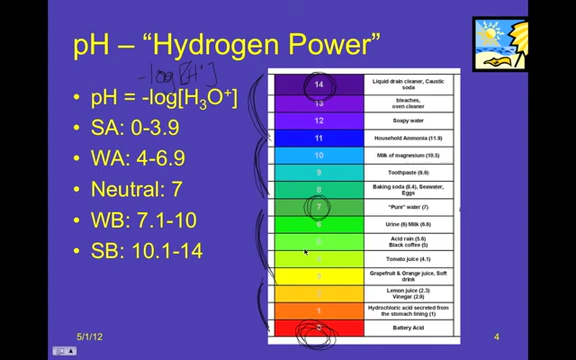 pH – “Hydrogen Power”
-log[H+]
• pH = -log[H₃O⁺]
• SA: 0-3.9
• WA: 4-6.9
• Neutral: 7
• WB: 7.1-10
• SB: 10.1-14
14 Liquid drain cleaner, Caustic
soda
13 bleaches,
oven cleaner
12 Soapy water
11 Household Ammonia (11.9)
10 Milk of magnesium (10.5)
9 Toothpaste (9.9)
8 Baking soda (8.4), Seawater,
Eggs
7 “Pure” water (7)
6 Urine (6) Milk (6.6)
5 Acid rain (5.6)
Black coffee (5)
Tomato juice (4.1)
3 Grapefruit & Orange juice, Soft
drink
2 Lemon juice (2.3)
Vinegar (2.9)
1 Hydrochloric acid secreted from
the stomach lining (1)
0 Battery Acid
5/1/12
4